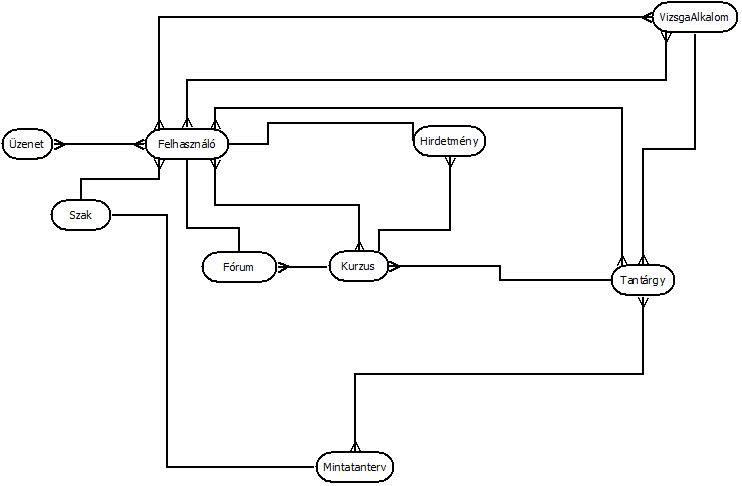 VizsgaAlkalom
Üzenet
Felhasználó
Hirdetmény
Szak
Fórum
Kurzus
Tantárgy
Mintatanterv